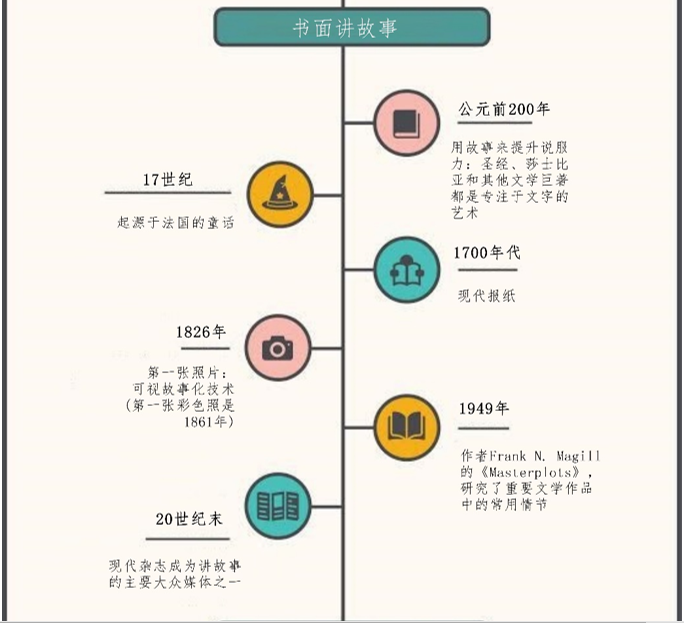 书面讲故事
公元前200年
用故事来提升说服
力：圣经、莎士比
亚和其他文学巨著
都是专注于文字的
艺术
17世纪
起源于法国的童话
1700年代
现代报纸
1826年
第一张照片：
可视故事化技术
(第一张彩色照是
1861年)
1949年
作者Frank N. Magill
的《Masterplots》，
研究了重要文学作品
中的常用情节
20世纪末
现代杂志成为讲故事
的主要大众媒体之一